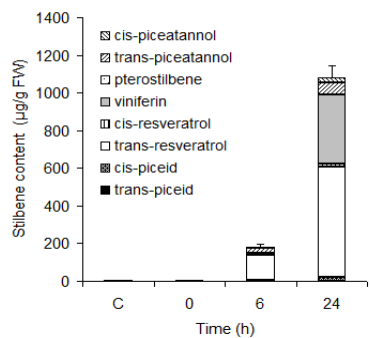 1400
1200
1000
800
600
400
200
0
Stilbene content (µg/g FW)
cis-piceatannol
trans-piceatannol
pterostilbene
viniferin
cis-resveratrol
trans-resveratrol
cis-piceid
trans-piceid
C 0 6 24
Time (h)